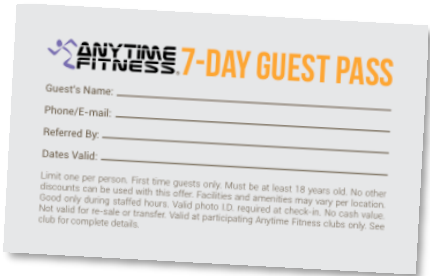 ANYTIME FITNESS® 7-DAY GUEST PASS
Guest's Name:
Phone/E-mail:
Referred By:
Dates Valid:
Limit one per person. First time guests only. Must be at least 18 years old. No other
discounts can be used with this offer. Facilities and amenities may vary per location.
Good only during staffed hours. Valid photo I.D. required at check-in. No cash value.
Not valid for re-sale or transfer. Valid at participating Anytime Fitness clubs only. See
club for complete details.